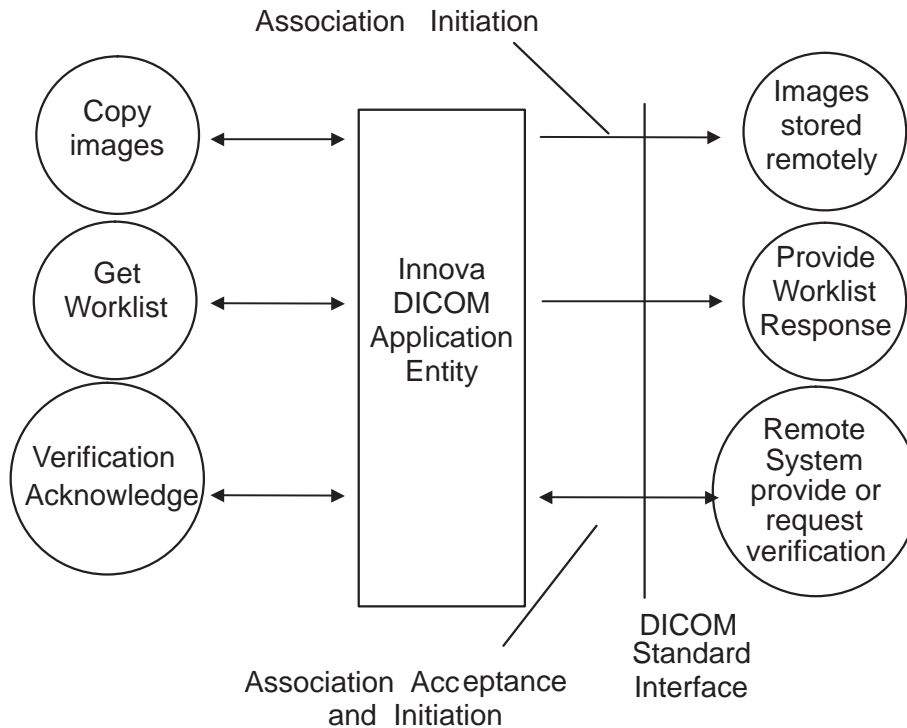 Association Initiation
Copy
images
Images
stored
remotely
Get
Worklist
Innova
DICOM
Application
Entity
Provide
Worklist
Response
Verification
Acknowledge
Remote
System
provide or
request
verification
DICOM
Standard
Interface
Association Acceptance
and Initiation